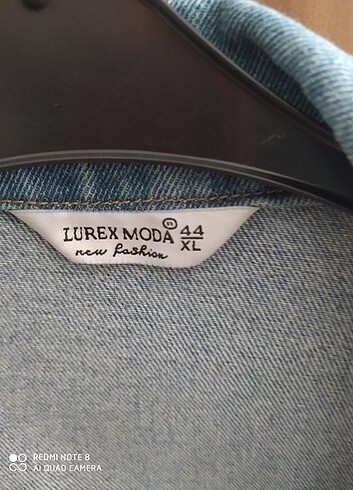 LUREX MODA ® 44
new fashion XL
REDMI NOTE 8
AI QUAD CAMERA